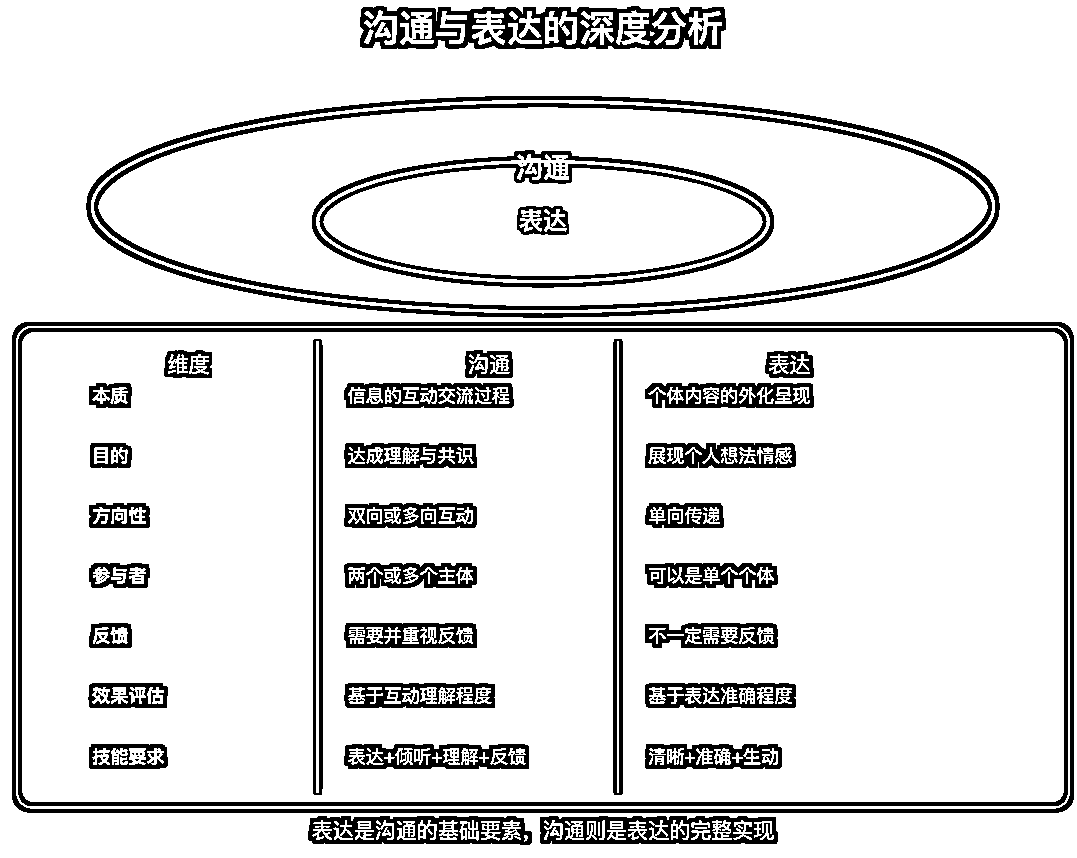 沟通与表达的深度分析
沟通
表达
维度 沟通 表达
本质 信息的互动交流过程 个体内容的外化呈现
目的 达成理解与共识 展现个人想法情感
方向性 双向或多向互动 单向传递
参与者 两个或多个主体 可以是单个个体
反馈 需要并重视反馈 不一定需要反馈
效果评估 基于互动理解程度 基于表达准确程度
技能要求 表达+倾听+理解+反馈 清晰+准确+生动
表达是沟通的基础要素，沟通则是表达的完整实现